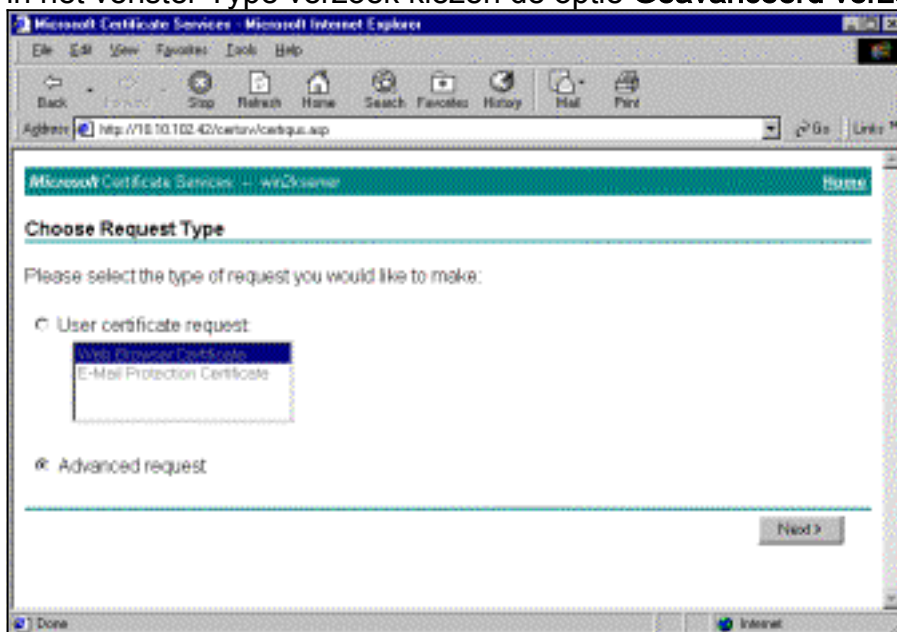 In het venster Type verzoek kiezen de optie Geavanceerd verz
Microsoft Certificate Services - Microsoft Internet Explorer
File Edit View Favorites Tools Help
Back Forward Stop Refresh Home Search Favorites History Mail Print
Address http://10.10.102.42/certsrv/certrqus.asp Go Links
Microsoft Certificate Services -- win2kserver Home
Choose Request Type
Please select the type of request you would like to make:
User certificate request:
Web Browser Certificate
E-Mail Protection Certificate
Advanced request
Next >
Done Internet